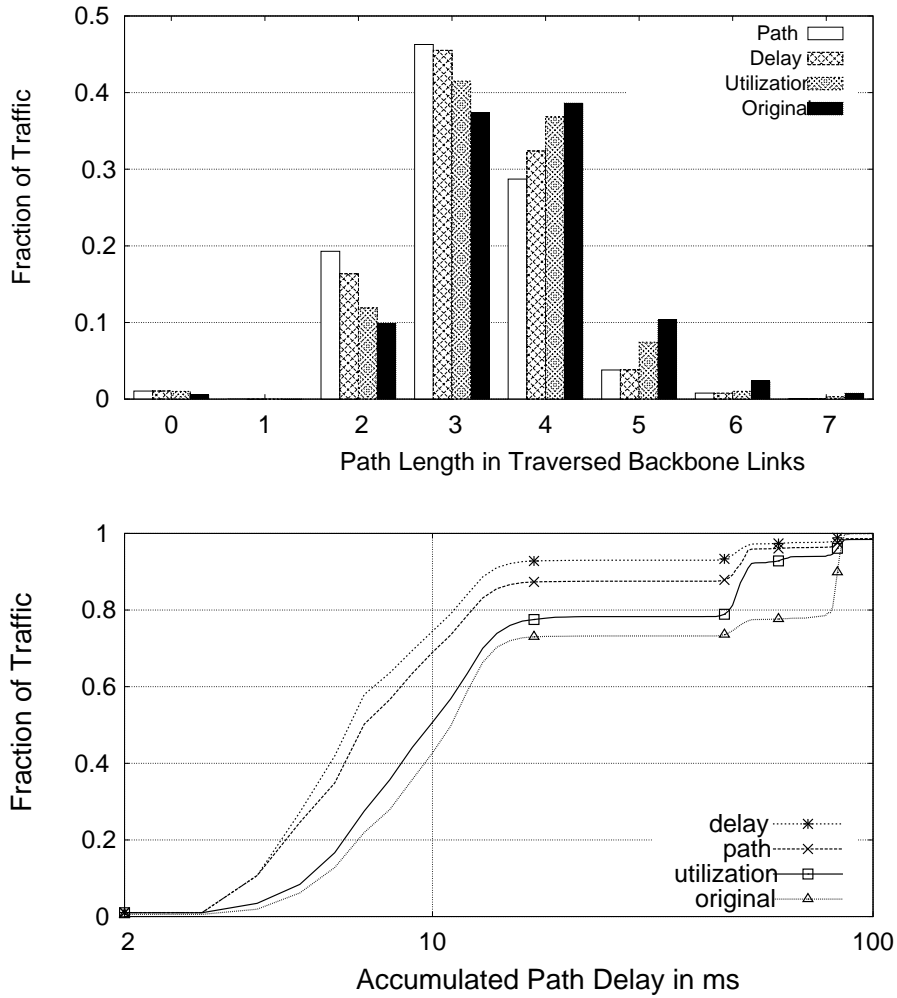 0.5
0.4
0.3
0.2
0.1
0
Fraction of Traffic
Path
Delay
Utilization
Original
0 1 2 3 4 5 6 7
Path Length in Traversed Backbone Links
1
0.8
0.6
0.4
0.2
0
Fraction of Traffic
delay
path
utilization
original
2 10 100
Accumulated Path Delay in ms